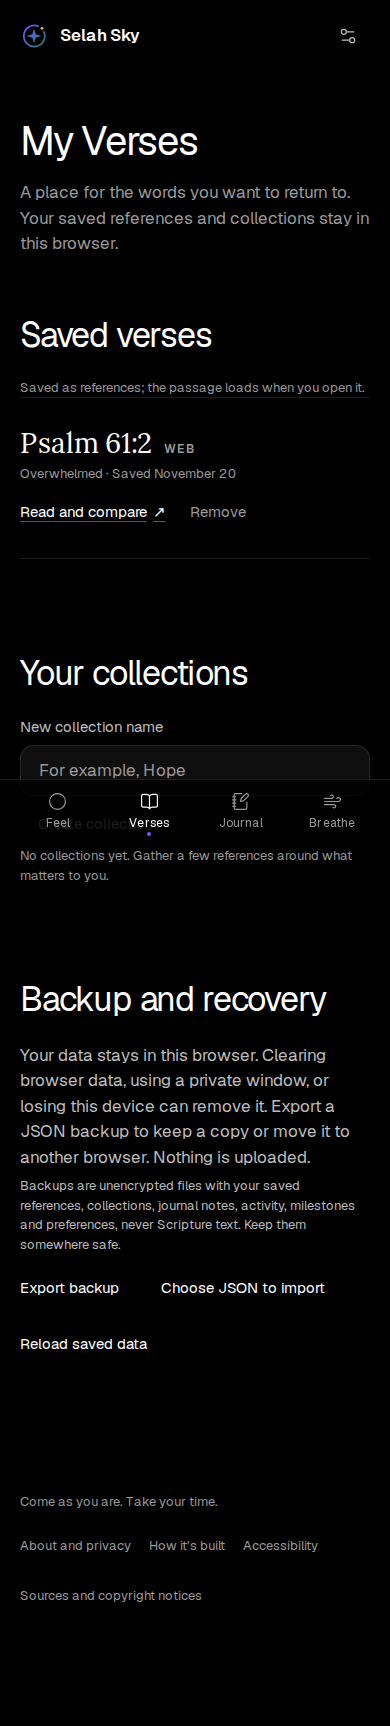 Selah Sky
My Verses
A place for the words you want to return to.
Your saved references and collections stay in
this browser.
Saved verses
Saved as references; the passage loads when you open it.
Psalm 61:2 WEB
Overwhelmed · Saved November 20
Read and compare ↗ Remove
Your collections
New collection name
For example, Hope
Feel Verses Journal Breathe
No collections yet. Gather a few references around what
matters to you.
Backup and recovery
Your data stays in this browser. Clearing
browser data, using a private window, or
losing this device can remove it. Export a
JSON backup to keep a copy or move it to
another browser. Nothing is uploaded.
Backups are unencrypted files with your saved
references, collections, journal notes, activity, milestones
and preferences, never Scripture text. Keep them
somewhere safe.
Export backup Choose JSON to import
Reload saved data
Come as you are. Take your time.
About and privacy How it's built Accessibility
Sources and copyright notices